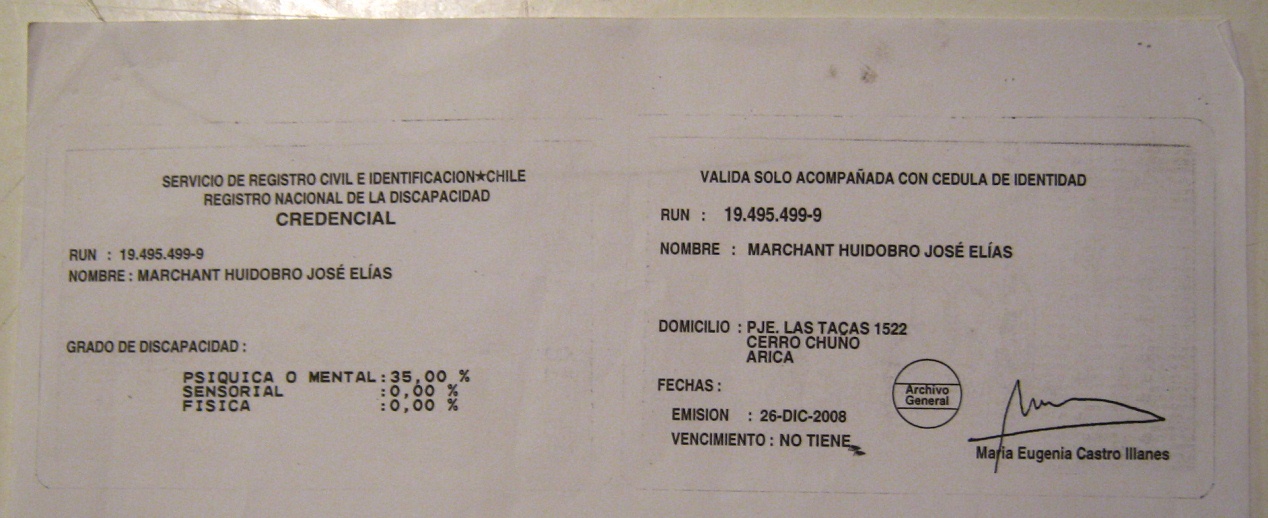 SERVICIO DE REGISTRO CIVIL E IDENTIFICACION★CHILE
REGISTRO NACIONAL DE LA DISCAPACIDAD
CREDENCIAL
RUN : 19.495.499-9
NOMBRE : MARCHANT HUIDOBRO JOSÉ ELÍAS
GRADO DE DISCAPACIDAD :
PSIQUICA O MENTAL:35,00 %
SENSORIAL :0,00 %
FISICA :0,00 %
VALIDA SOLO ACOMPAÑADA CON CEDULA DE IDENTIDAD
RUN : 19.495.499-9
NOMBRE : MARCHANT HUIDOBRO JOSÉ ELÍAS
DOMICILIO : PJE. LAS TACAS 1522
CERRO CHUÑO
ARICA
FECHAS :
EMISION : 26-DIC-2008
VENCIMIENTO : NO TIENE
Archivo
General
Maria Eugenia Castro Illanes